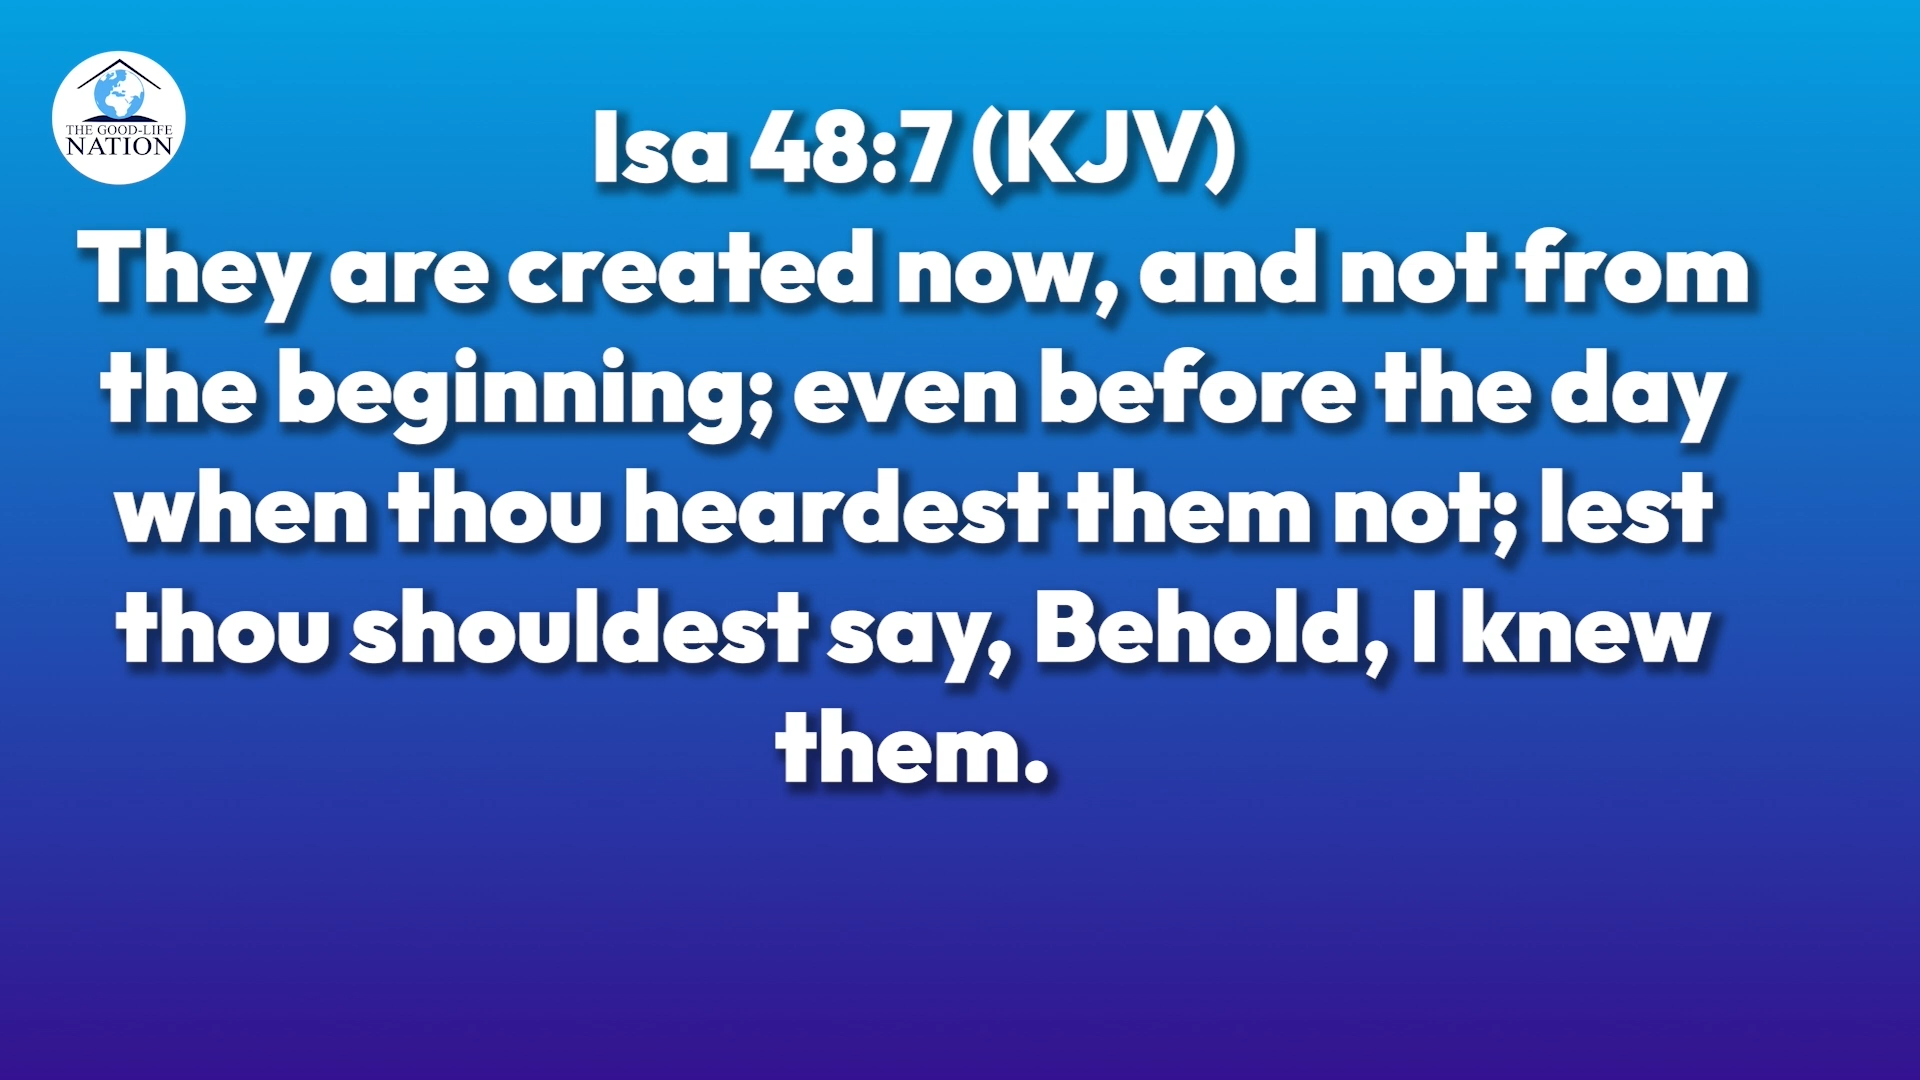 THE GOOD-LIFE
NATION
Isa 48:7 (KJV)
They are created now, and not from
the beginning; even before the day
when thou heardest them not; lest
thou shouldest say, Behold, I knew
them.